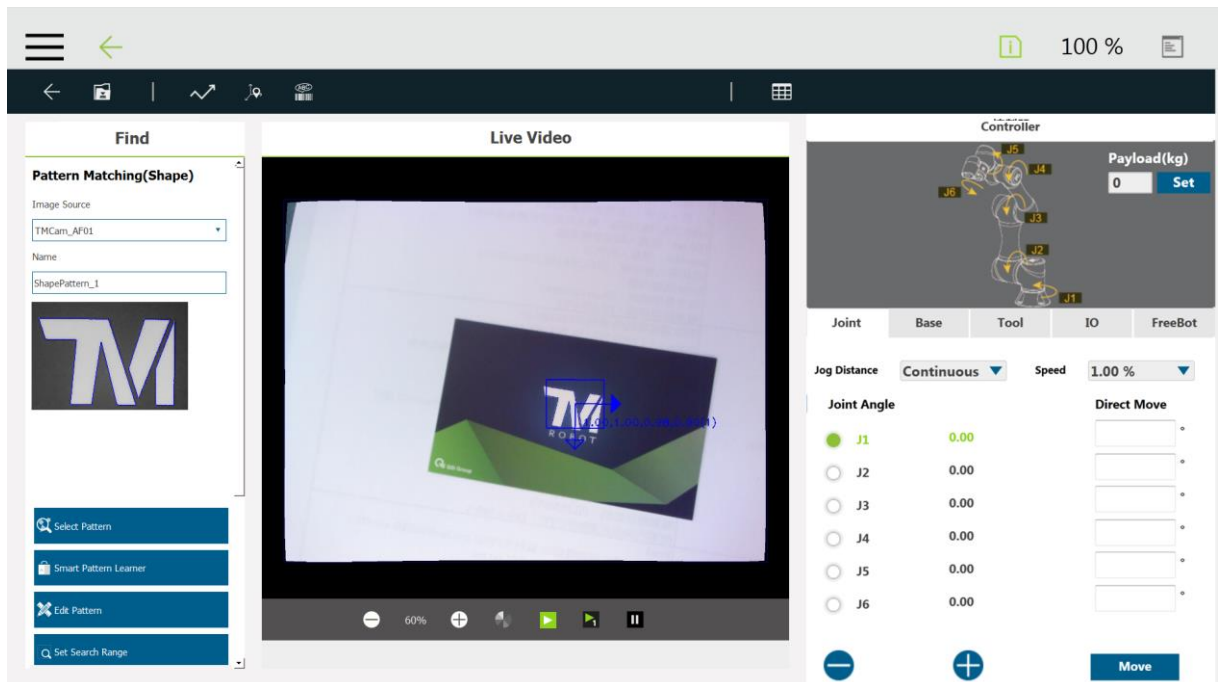 100 %
Find
Pattern Matching(Shape)
Image Source
TMCam_AF01
Name
ShapePattern_1
TM
Select Pattern
Smart Pattern Learner
Edit Pattern
Set Search Range
Live Video
TM
ROBOT
60%
Controller
J5
J4
J6
J3
J2
J1
Payload(kg)
0 Set
Joint Base Tool IO FreeBot
Jog Distance Continuous Speed 1.00 %
Joint Angle Direct Move
J1 0.00 °
J2 0.00 °
J3 0.00 °
J4 0.00 °
J5 0.00 °
J6 0.00 °
Move